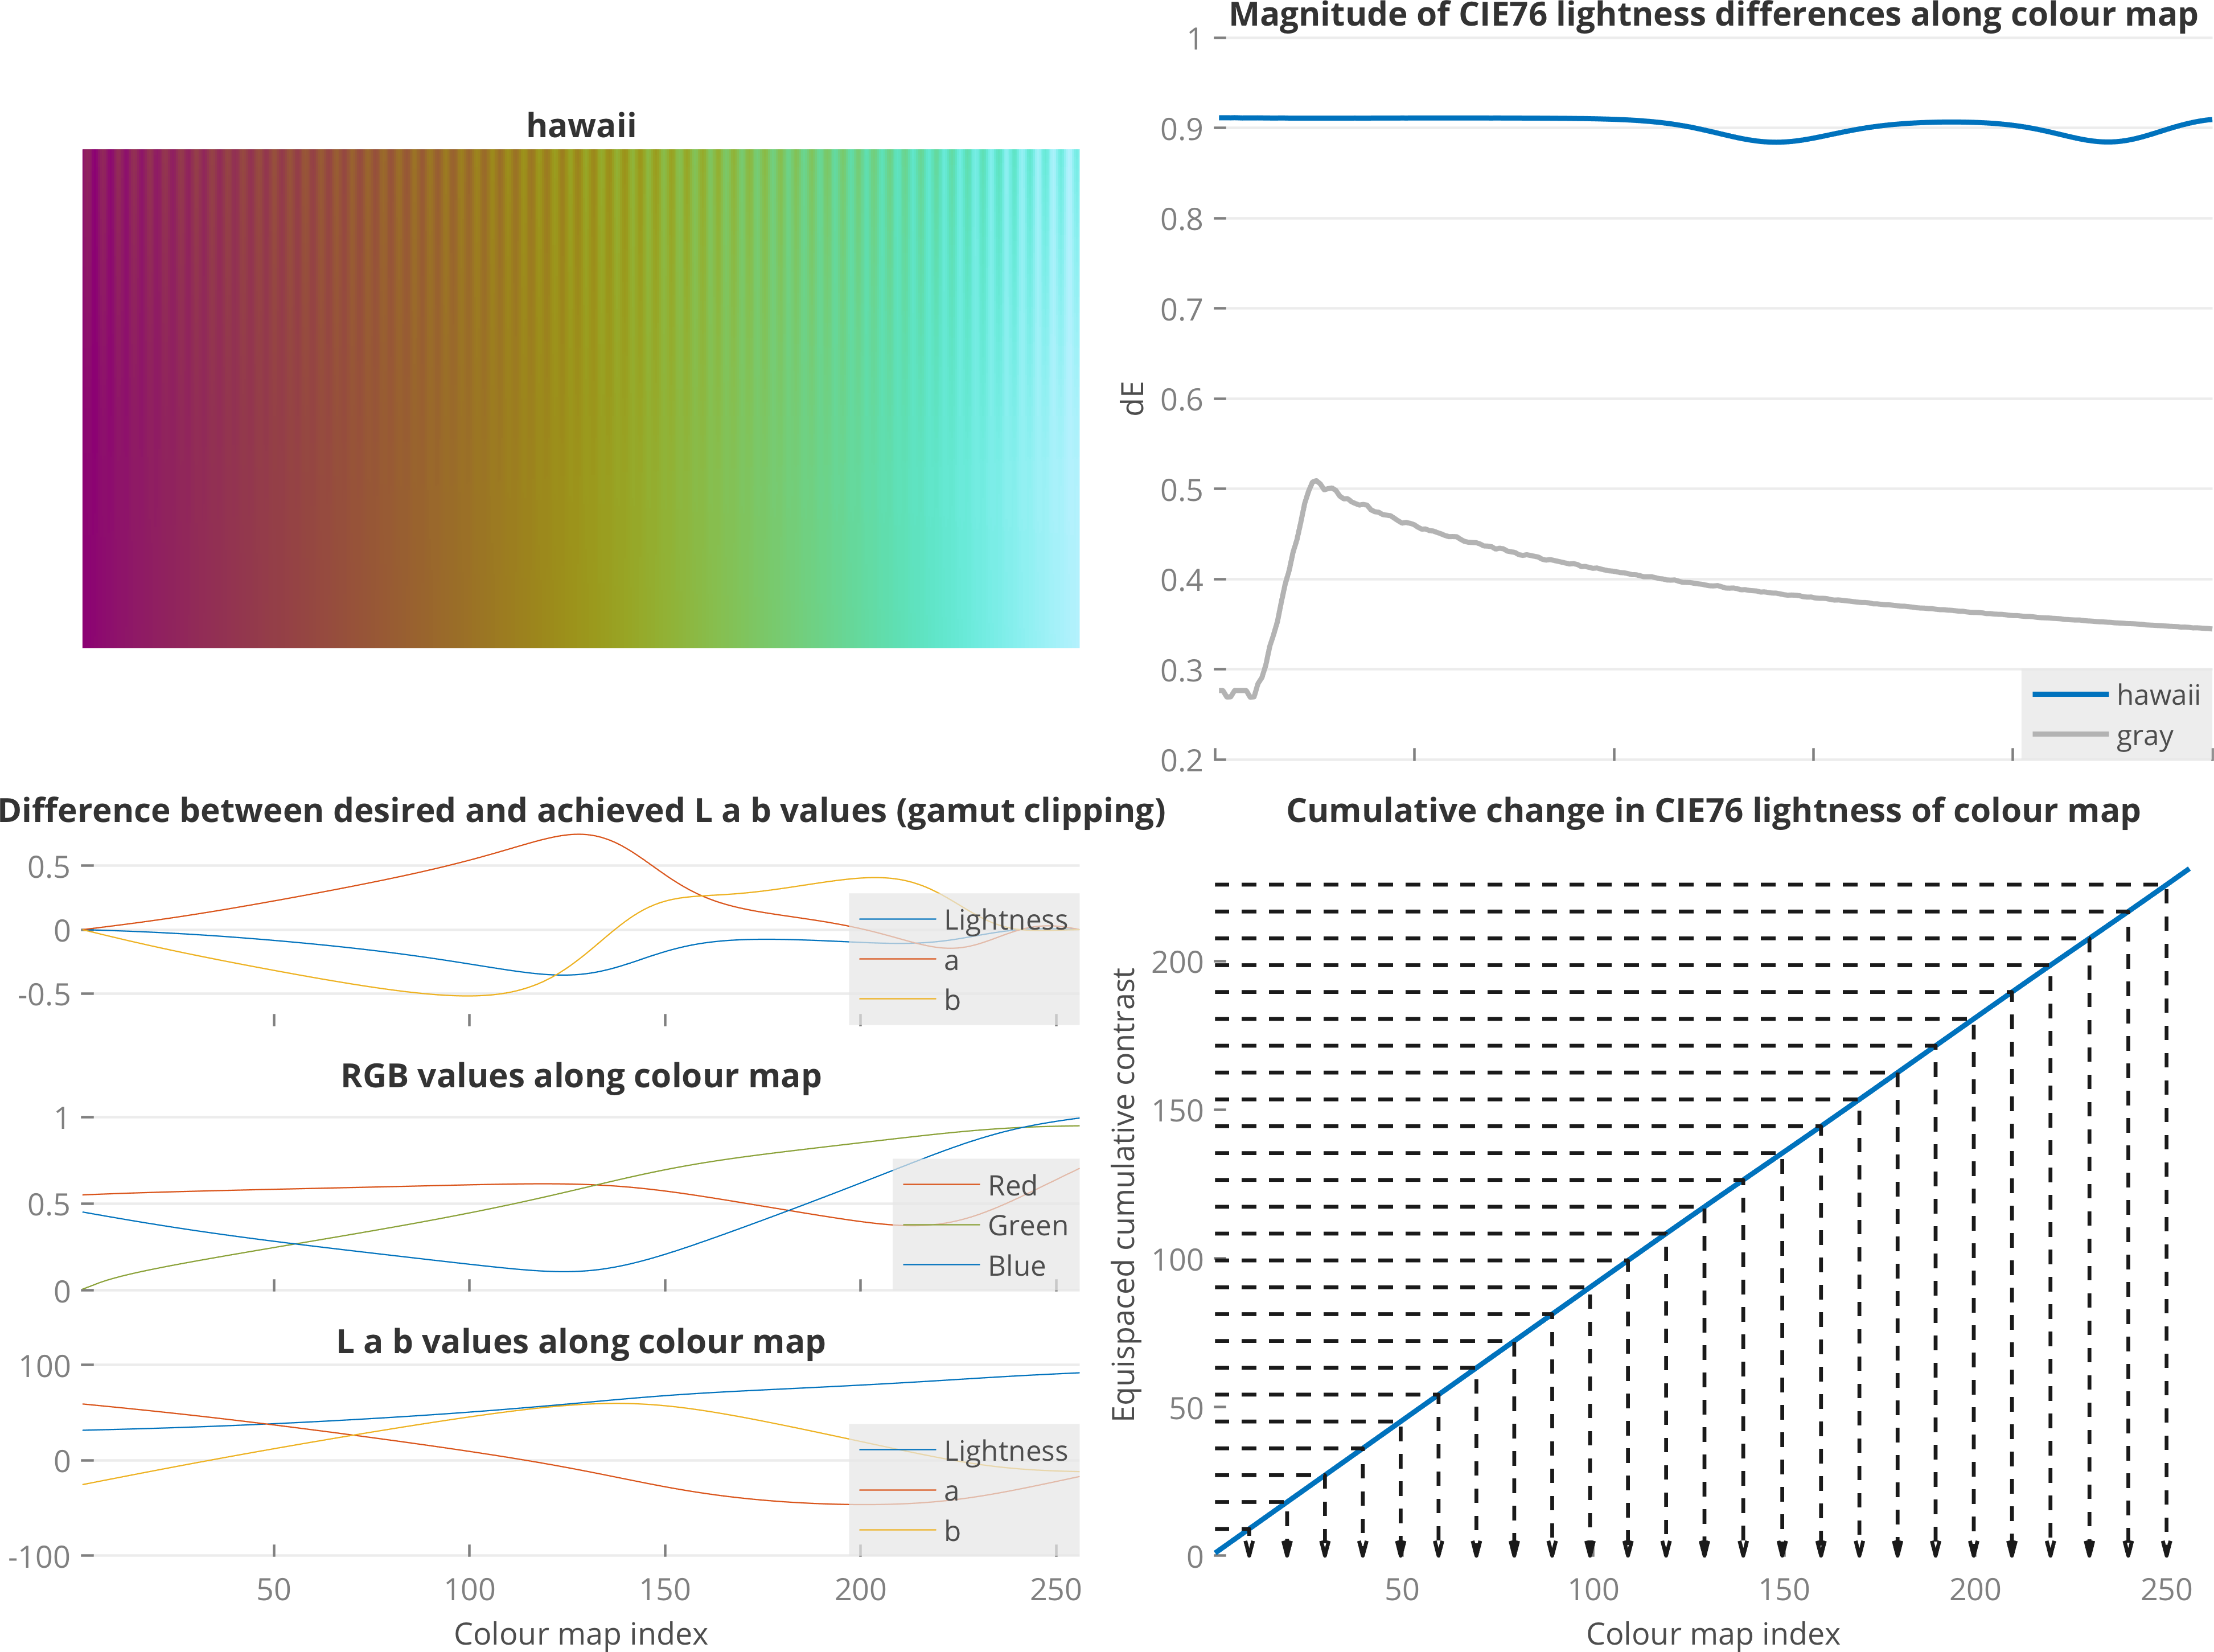 hawaii
Magnitude of CIE76 lightness differences along colour map
1
0.9
0.8
0.7
0.6
0.5
0.4
0.3
0.2
dE
hawaii
gray
Difference between desired and achieved L a b values (gamut clipping)
0.5
0
-0.5
Lightness
a
b
RGB values along colour map
1
0.5
0
Red
Green
Blue
L a b values along colour map
100
0
-100
Lightness
a
b
50 100 150 200 250
Colour map index
Cumulative change in CIE76 lightness of colour map
200
150
100
50
0
Equispaced cumulative contrast
50 100 150 200 250
Colour map index